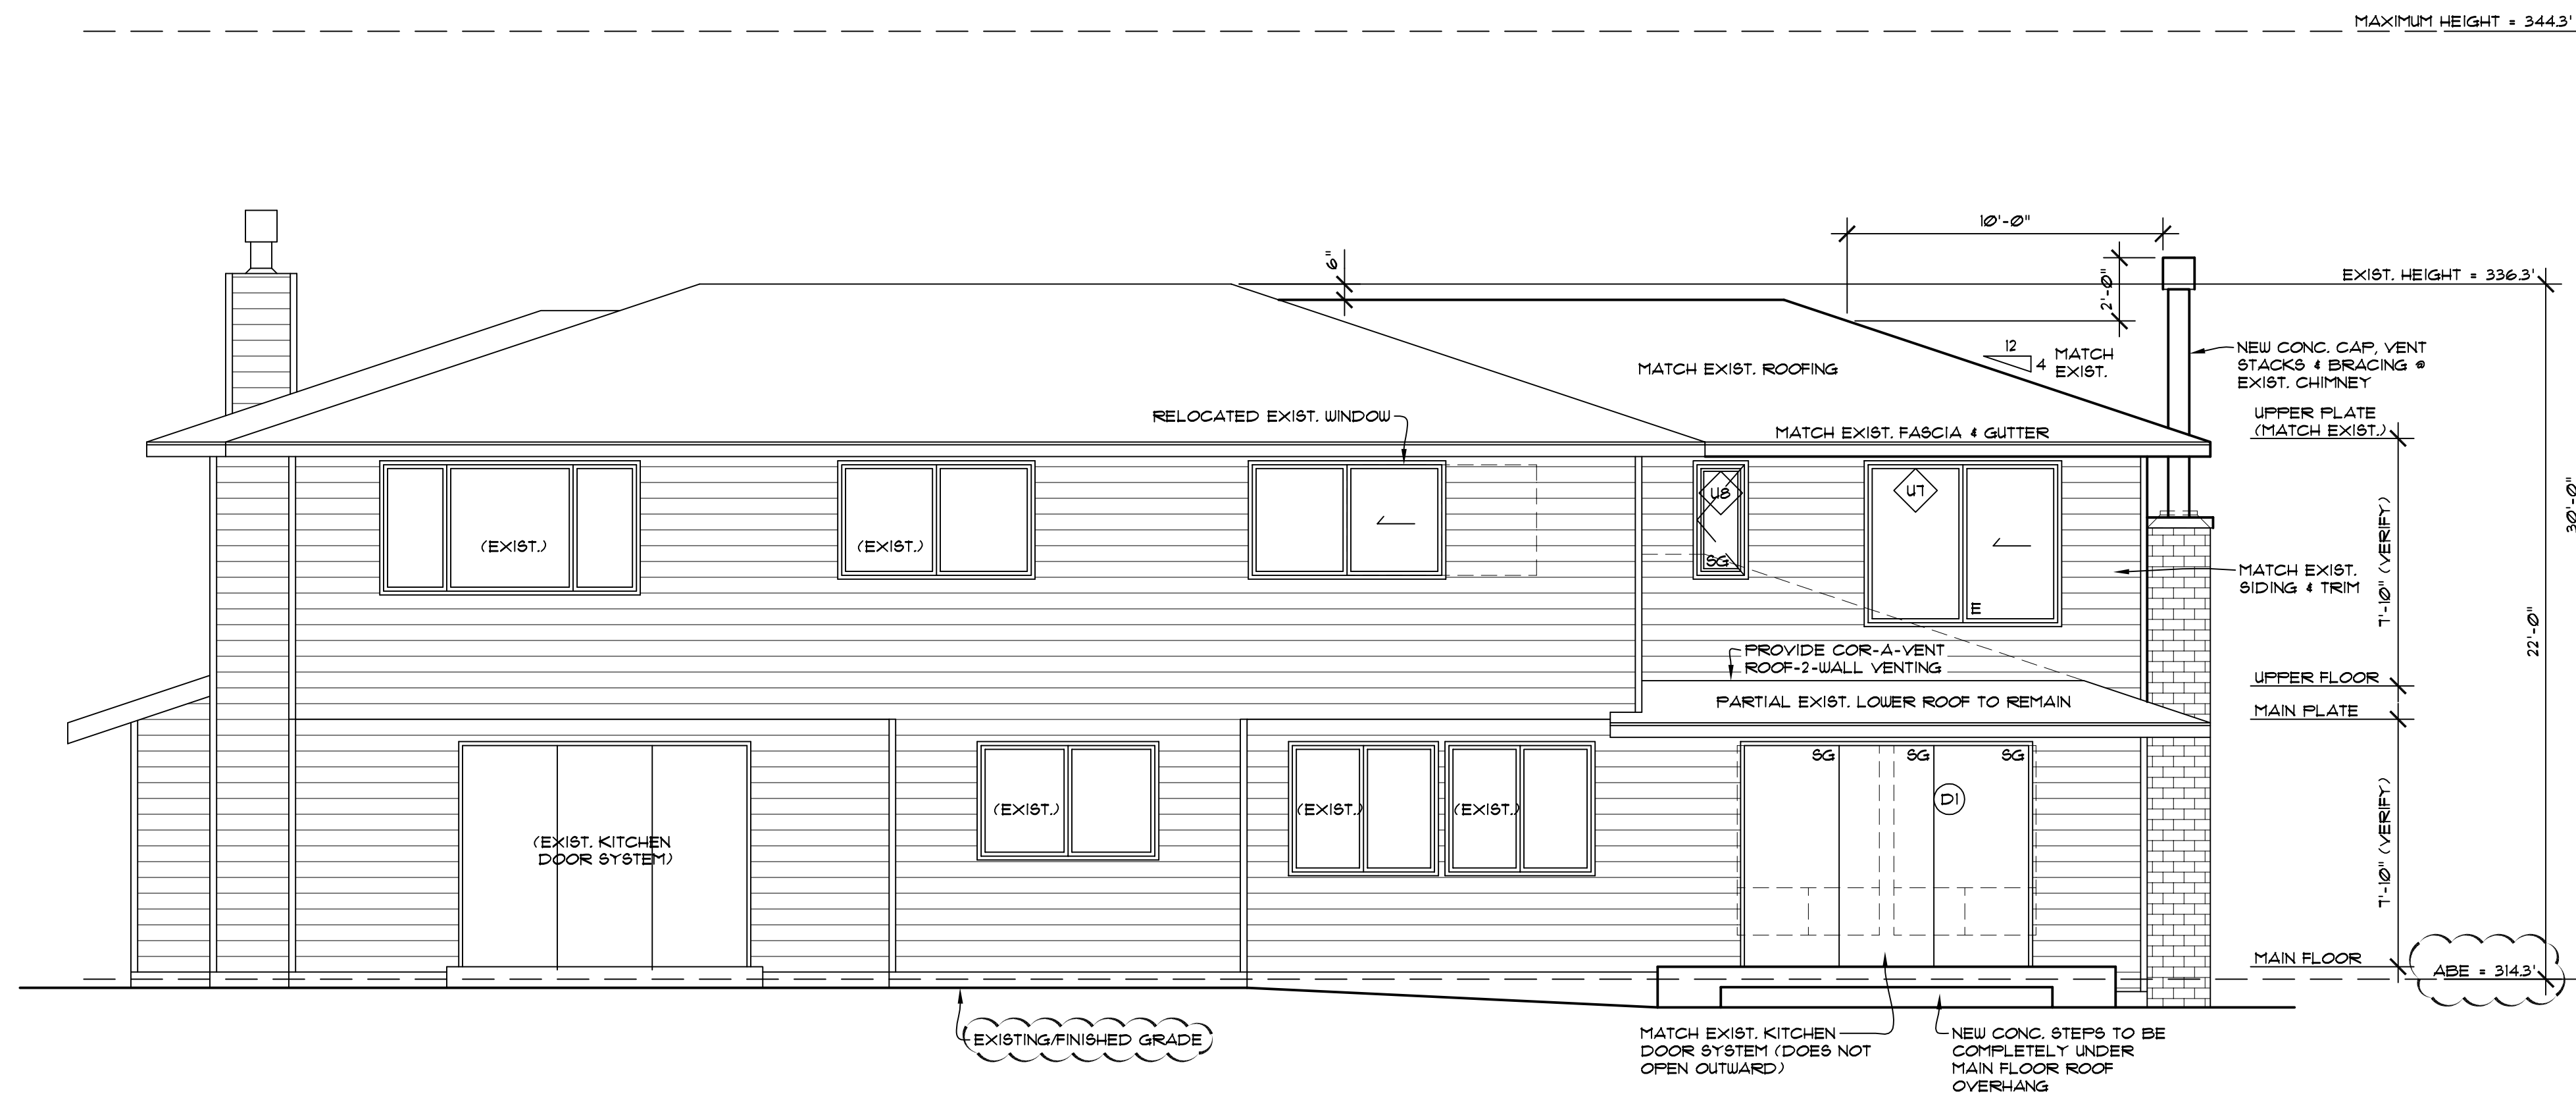 MAXIMUM HEIGHT = 344.3'
10'-0"
6"
2'-0"
EXIST. HEIGHT = 336.3'
12
4
MATCH
EXIST.
NEW CONC. CAP, VENT
STACKS & BRACING @
EXIST. CHIMNEY
MATCH EXIST. ROOFING
RELOCATED EXIST. WINDOW
MATCH EXIST. FASCIA & GUTTER
UPPER PLATE
(MATCH EXIST.)
(EXIST.)
(EXIST.)
U8
SG
U7
E
30'-0"
7'-10" (VERIFY)
22'-0"
MATCH EXIST.
SIDING & TRIM
PROVIDE COR-A-VENT
ROOF-2-WALL VENTING
PARTIAL EXIST. LOWER ROOF TO REMAIN
UPPER FLOOR
MAIN PLATE
SG
SG
SG
D1
(EXIST. KITCHEN
DOOR SYSTEM)
(EXIST.)
(EXIST.)
(EXIST.)
7'-10" (VERIFY)
MAIN FLOOR
ABE = 314.3'
EXISTING/FINISHED GRADE
MATCH EXIST. KITCHEN
DOOR SYSTEM (DOES NOT
OPEN OUTWARD)
NEW CONC. STEPS TO BE
COMPLETELY UNDER
MAIN FLOOR ROOF
OVERHANG